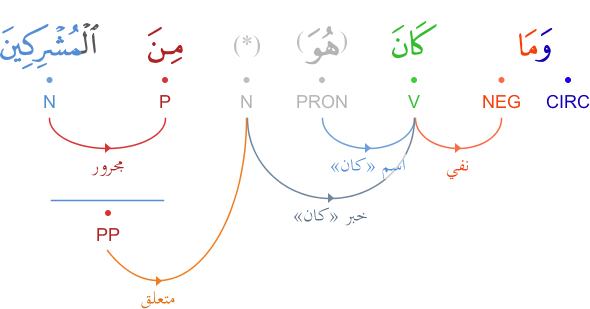 وَمَا كَانَ (هُوَ) (*) مِنَ ٱلْمُشْرِكِينَ
CIRC NEG V PRON N P N
نفي اسم «كان» مجرور
خبر «كان»
PP
متعلق